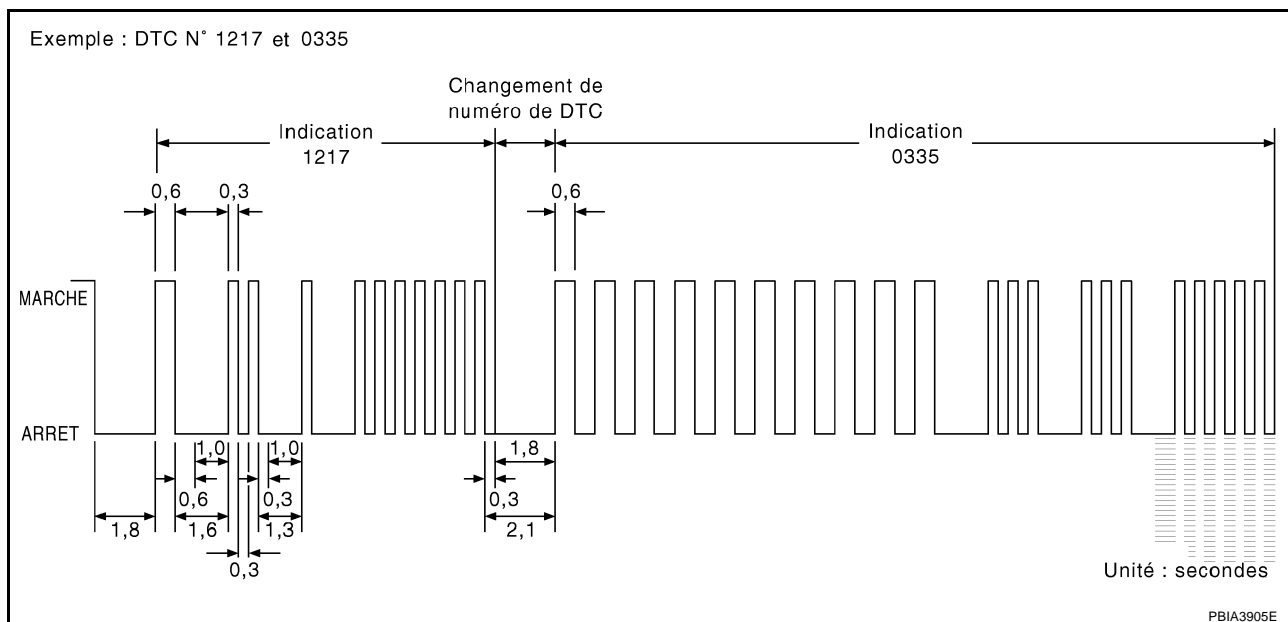 Exemple : DTC N° 1217 et 0335
Changement de
numéro de DTC
Indication
1217
Indication
0335
0,6
0,3
0,6
MARCHE
ARRET
1,0
1,0
1,8
0,6
0,3
0,3
1,8
1,6
1,3
2,1
0,3
Unité : secondes
PBIA3905E